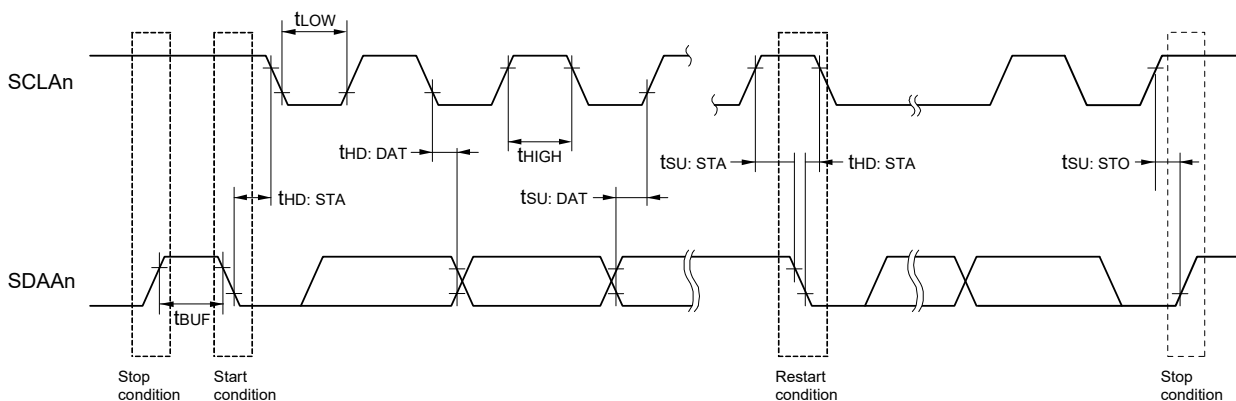 tLOW
SCLAn
tHD: DAT
tHIGH
tSU: STA
tHD: STA
tSU: STO
tHD: STA
tSU: DAT
SDAAn
tBUF
Stop
condition
Start
condition
Restart
condition
Stop
condition